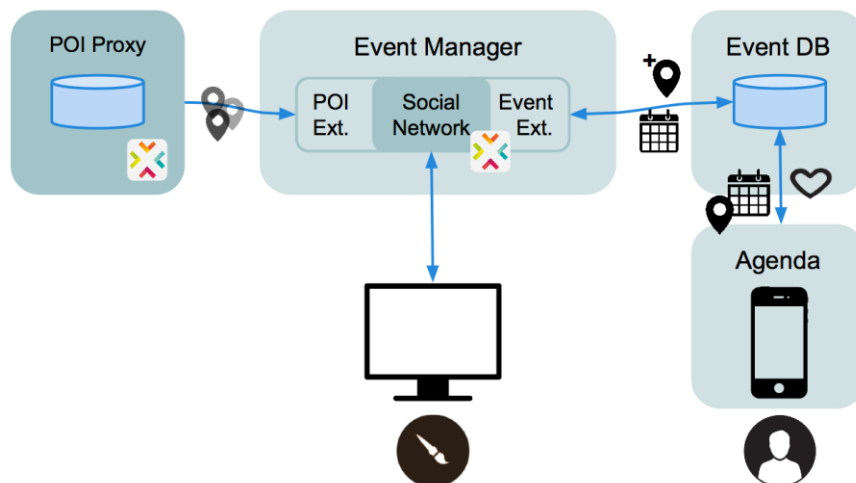 POI Proxy
Event Manager
Event DB
POI
Ext.
Social
Network
Event
Ext.
Agenda